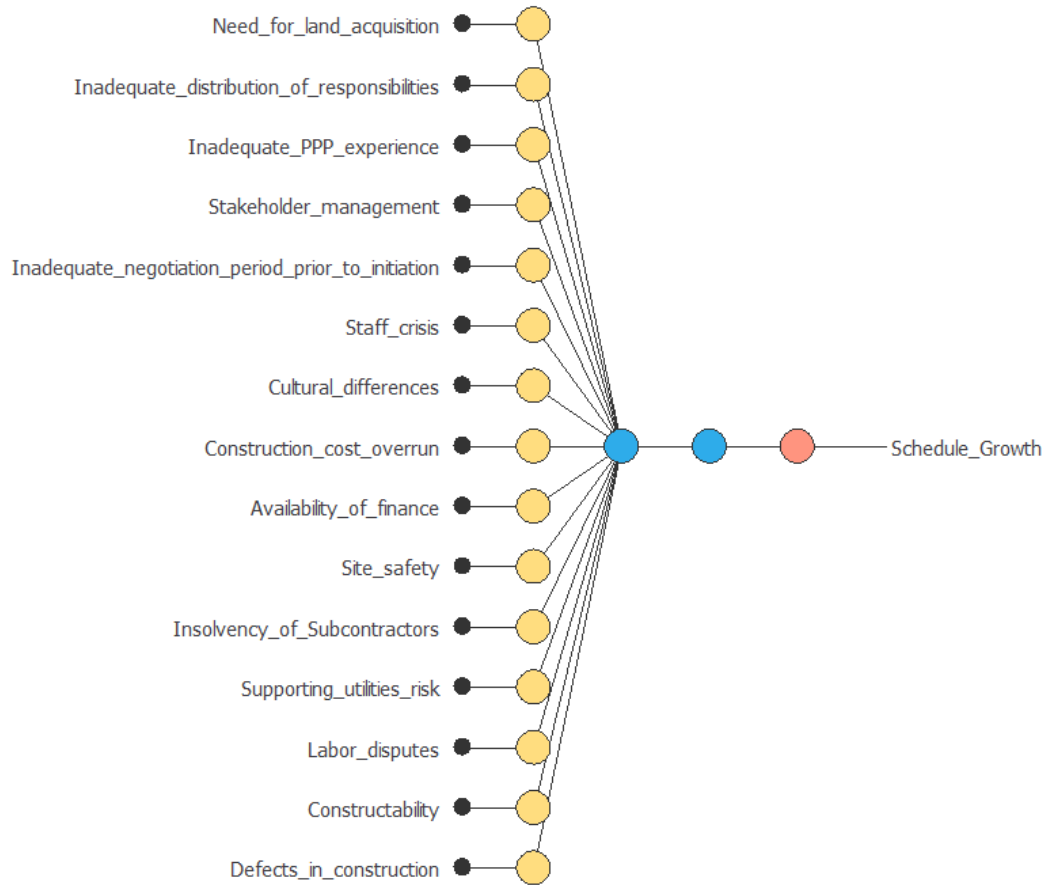 Need_for_land_acquisition
Inadequate_distribution_of_responsibilities
Inadequate_PPP_experience
Stakeholder_management
Inadequate_negotiation_period_prior_to_initiation
Staff_crisis
Cultural_differences
Construction_cost_overrun
Schedule_Growth
Availability_of_finance
Site_safety
Insolvency_of_Subcontractors
Supporting_utilities_risk
Labor_disputes
Constructability
Defects_in_construction